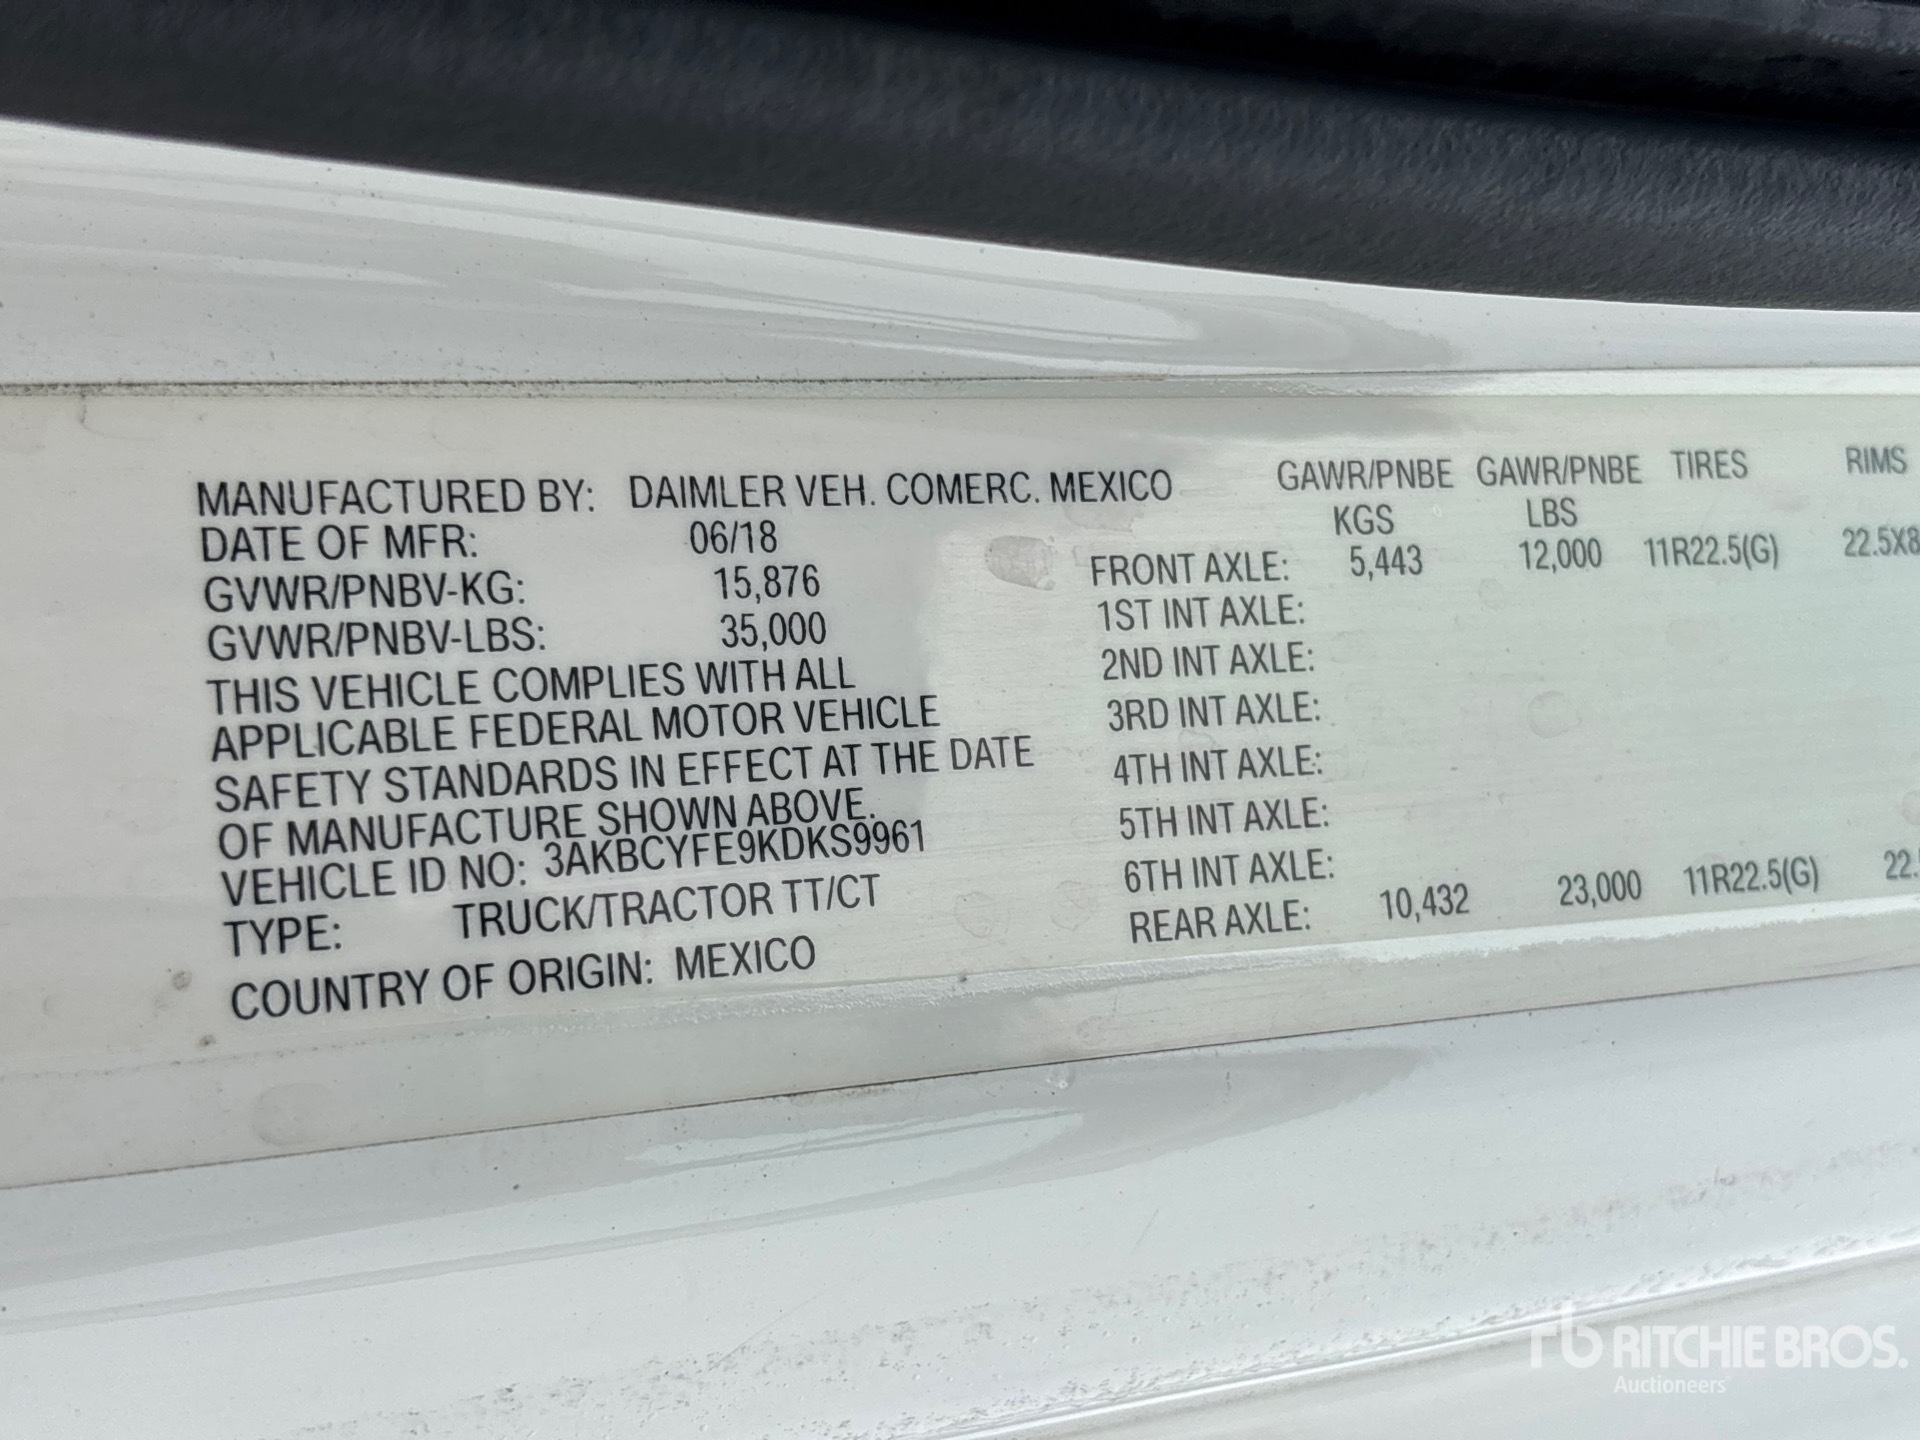 MANUFACTURED BY: DAIMLER VEH. COMERC. MEXICO
DATE OF MFR: 06/18
GVWR/PNBV-KG: 15,876
GVWR/PNBV-LBS: 35,000
THIS VEHICLE COMPLIES WITH ALL
APPLICABLE FEDERAL MOTOR VEHICLE
SAFETY STANDARDS IN EFFECT AT THE DATE
OF MANUFACTURE SHOWN ABOVE.
VEHICLE ID NO: 3AKBCYFE9KDKS9961
TYPE: TRUCK/TRACTOR TT/CT
COUNTRY OF ORIGIN: MEXICO
GAWR/PNBE GAWR/PNBE TIRES RIMS
KGS LBS
FRONT AXLE: 5,443 12,000 11R22.5(G) 22.5X8
1ST INT AXLE:
2ND INT AXLE:
3RD INT AXLE:
4TH INT AXLE:
5TH INT AXLE:
6TH INT AXLE:
REAR AXLE: 10,432 23,000 11R22.5(G) 22.
rb RITCHIE BROS.
Auctioneers